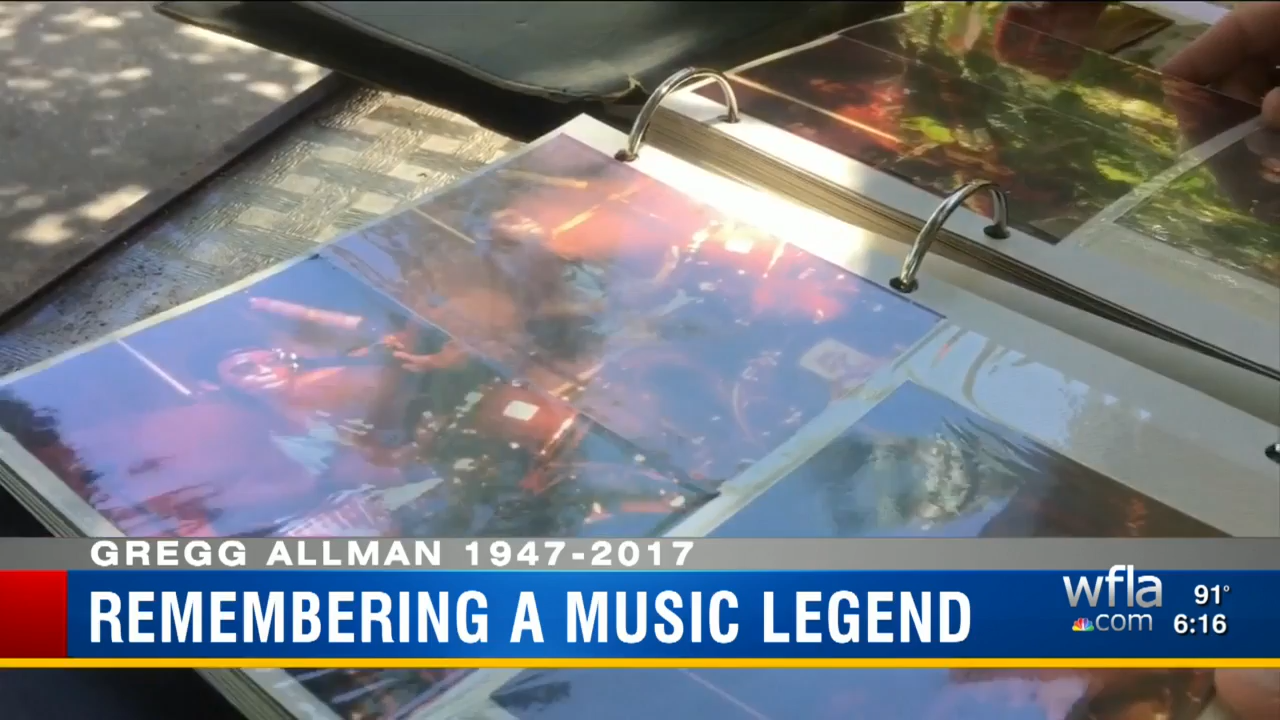 GREGG ALLMAN 1947-2017
REMEMBERING A MUSIC LEGEND
wfla
.com
91°
6:16